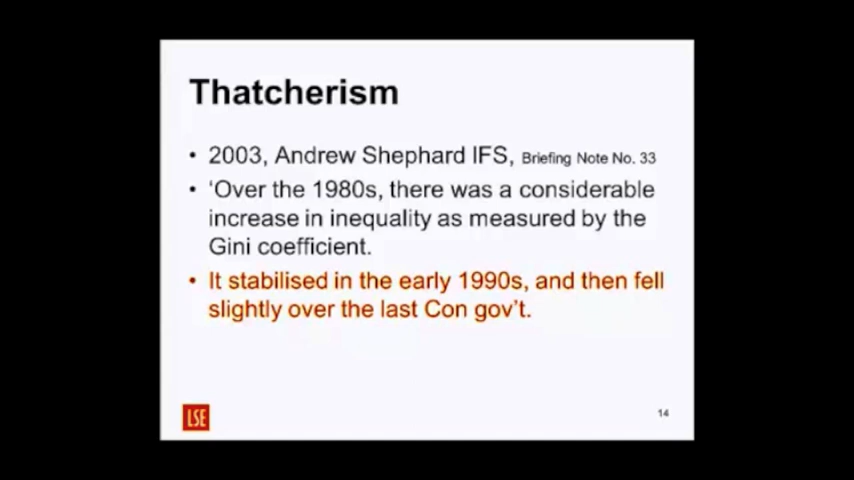 Thatcherism
• 2003, Andrew Shephard IFS, Briefing Note No. 33
• ‘Over the 1980s, there was a considerable
increase in inequality as measured by the
Gini coefficient.
• It stabilised in the early 1990s, and then fell
slightly over the last Con gov’t.
LSE
14